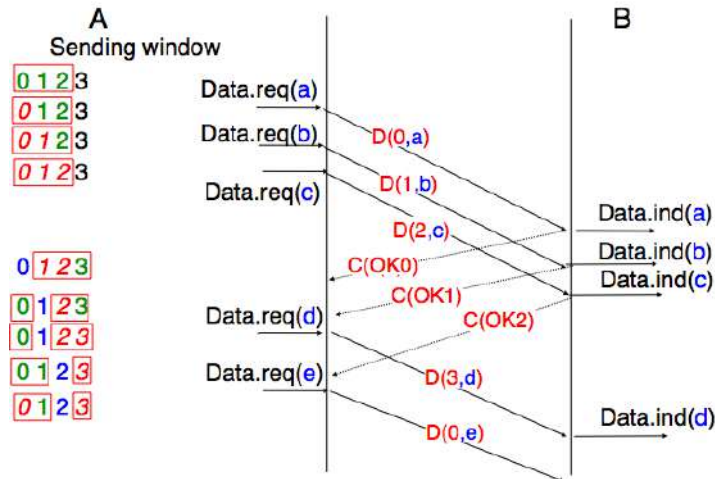 A
B
Sending window
0 1 2 3
Data.req(a)
0 1 2 3
Data.req(b)
D(0,a)
0 1 2 3
0 1 2 3
Data.req(c)
D(1,b)
D(2,c)
Data.ind(a)
Data.ind(b)
0 1 2 3
C(OK0)
Data.ind(c)
C(OK1)
0 1 2 3
Data.req(d)
C(OK2)
0 1 2 3
0 1 2 3
Data.req(e)
D(3,d)
0 1 2 3
Data.ind(d)
D(0,e)